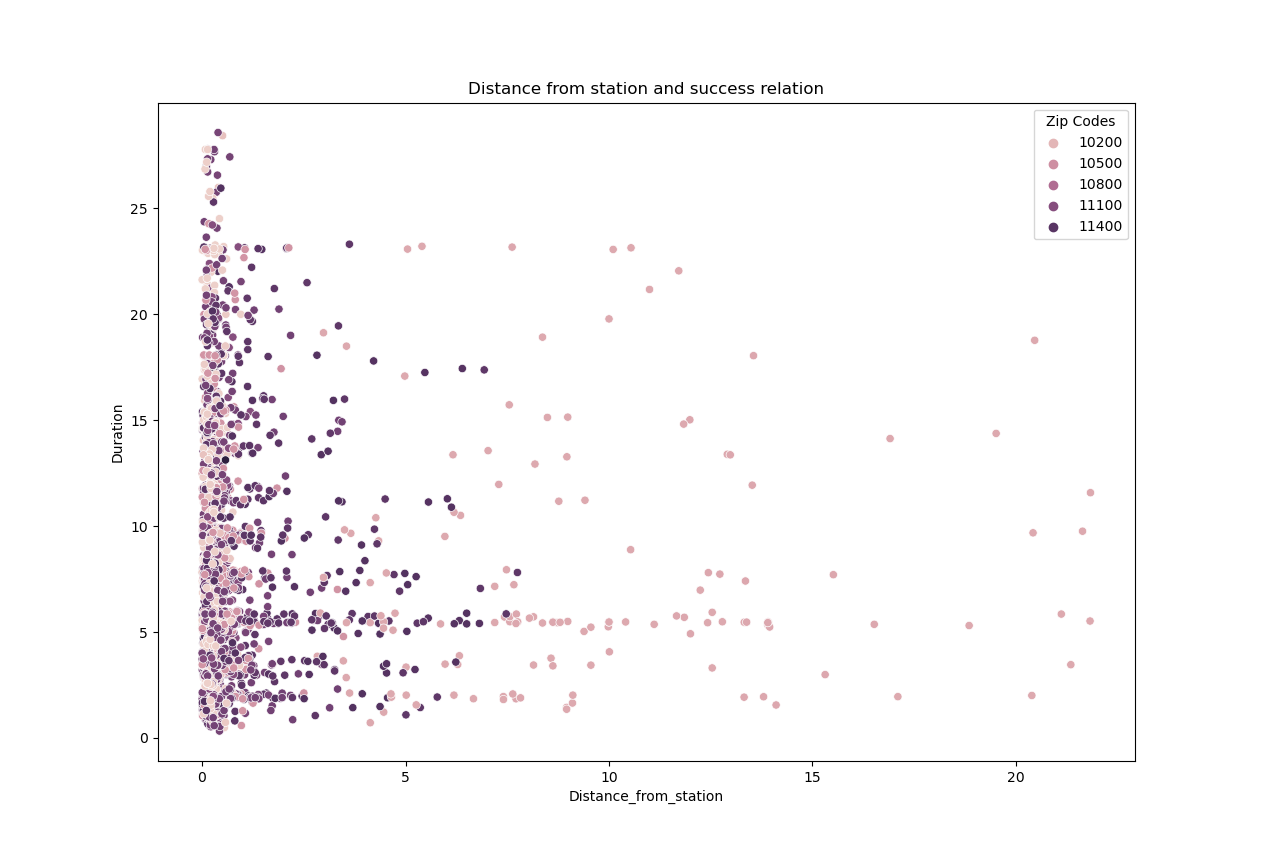 Distance from station and success relation
Zip Codes
10200
10500
10800
11100
11400
Duration
25
20
15
10
5
0
0 5 10 15 20
Distance_from_station